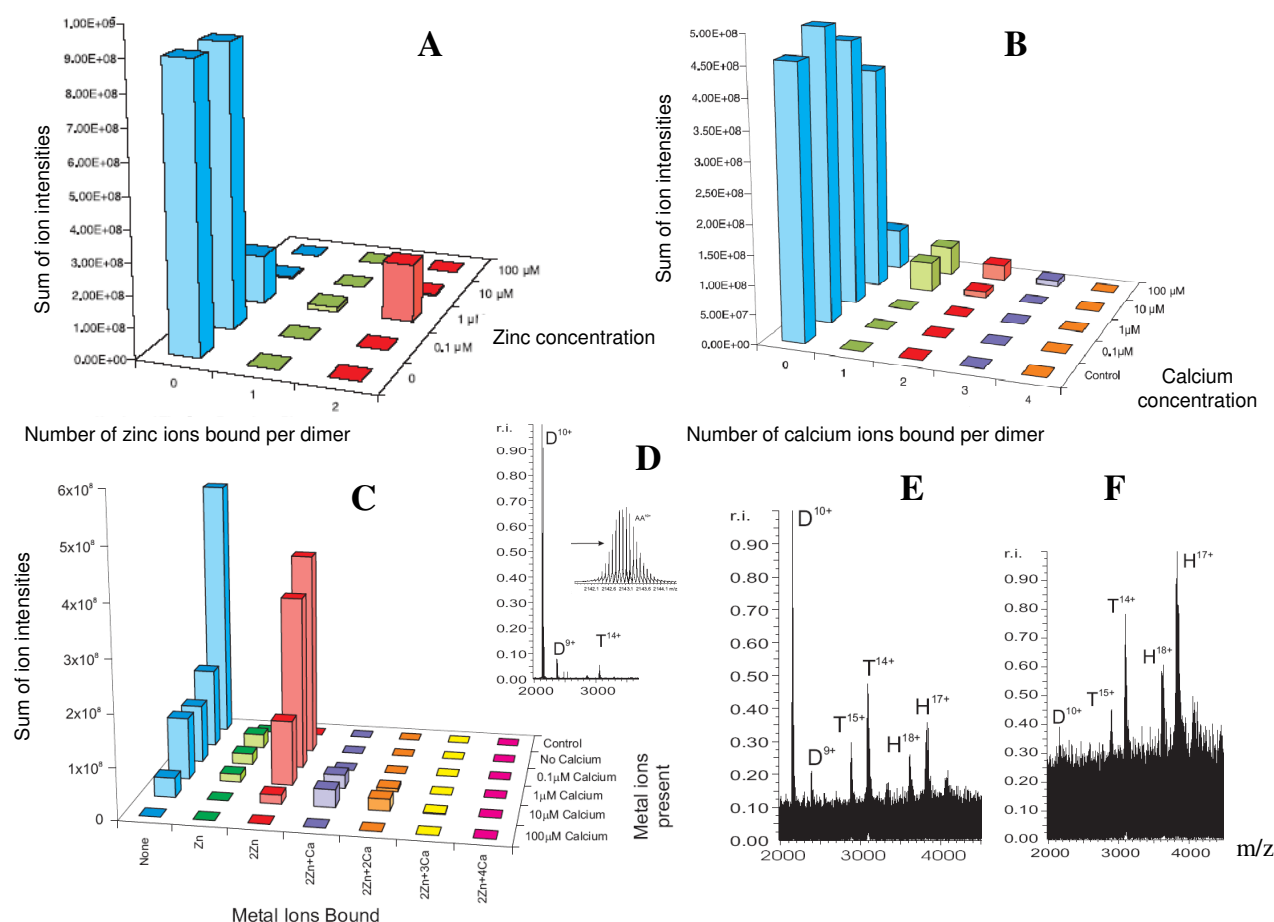 A
1.00E+09
9.00E+08
8.00E+08
7.00E+08
6.00E+08
5.00E+08
4.00E+08
3.00E+08
2.00E+08
1.00E+08
0.00E+00
Sum of ion intensities
0
1
2
100 µM
10 µM
0.1 µM
0
Zinc concentration
Number of zinc ions bound per dimer
B
5.00E+08
4.50E+08
4.00E+08
3.50E+08
3.00E+08
2.50E+08
2.00E+08
1.50E+08
1.00E+08
5.00E+07
0.00E+00
Sum of ion intensities
0
1
2
3
4
100 µM
10 µM
1µM
0.1µM
Control
Calcium
concentration
Number of calcium ions bound per dimer
C
6x10⁸
5x10⁸
4x10⁸
3x10⁸
2x10⁸
1x10⁸
0
Sum of ion intensities
Control
No Calcium
0.1µM Calcium
1µM Calcium
10µM Calcium
100µM Calcium
Metal ions
present
None
Zn
2Zn
2Zn+Ca
2Zn+2Ca
2Zn+3Ca
2Zn+4Ca
Metal Ions Bound
D
r.i.
D10+
0.90
0.80
0.70
0.60
0.50
0.40
0.30
0.20
0.10
0.00
2142.1 2142.6 2143.1 2143.6 2144.1 m/z
D9+
T14+
2000 3000
E
r.i.
D10+
0.90
0.80
0.70
0.60
0.50
0.40
0.30
0.20
0.10
0.00
D9+
T15+
T14+
H18+
H17+
2000 3000 4000
F
r.i.
0.90
0.80
0.70
0.60
0.50
0.40
0.30
0.20
0.10
0.00
D10+
T15+
T14+
H18+
H17+
2000 3000 4000
m/z